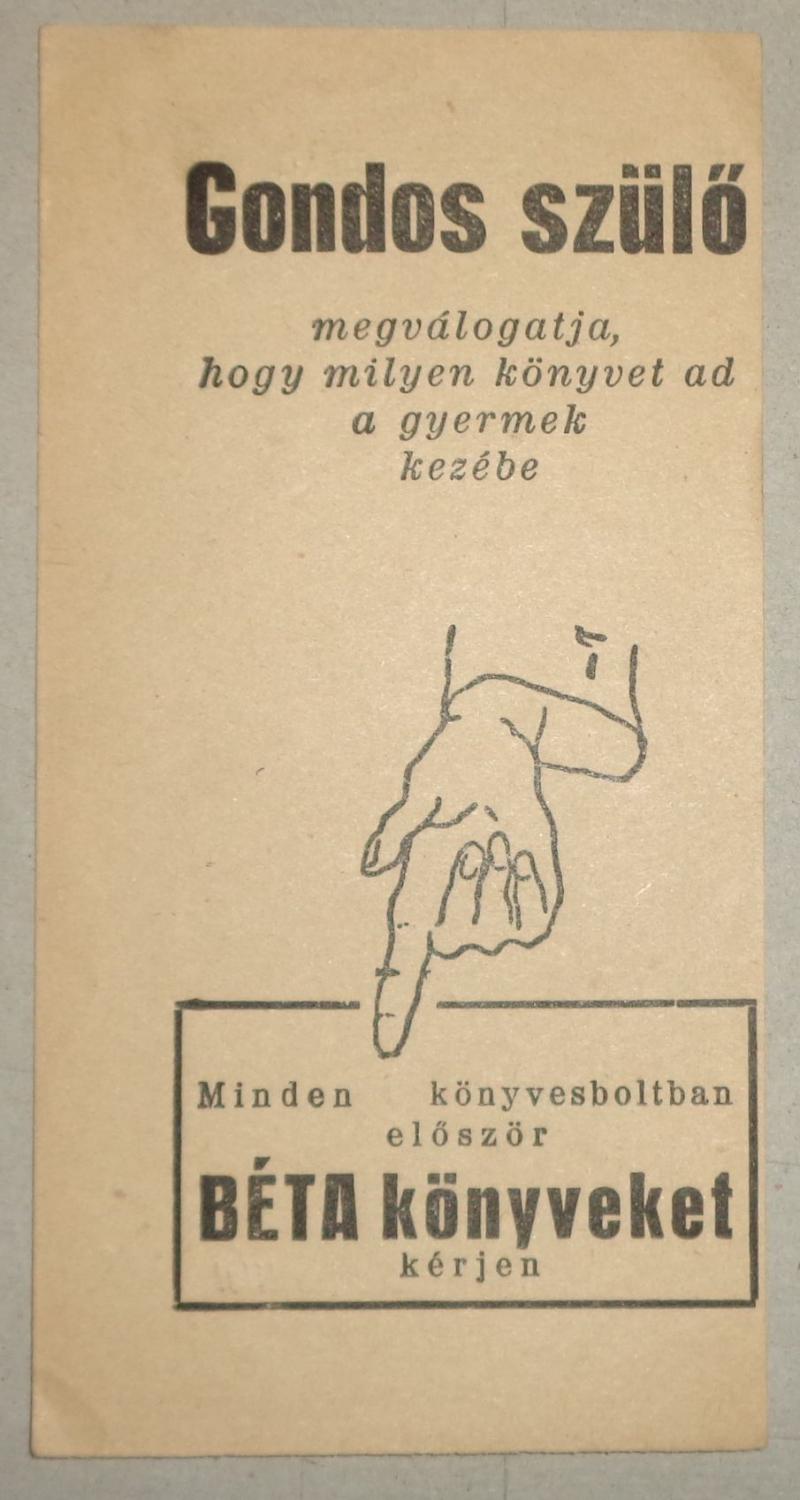 Gondos szülő
megválogatja,
hogy milyen könyvet ad
a gyermek
kezébe
Minden könyvesboltban
először
BÉTA könyveket
kérjen